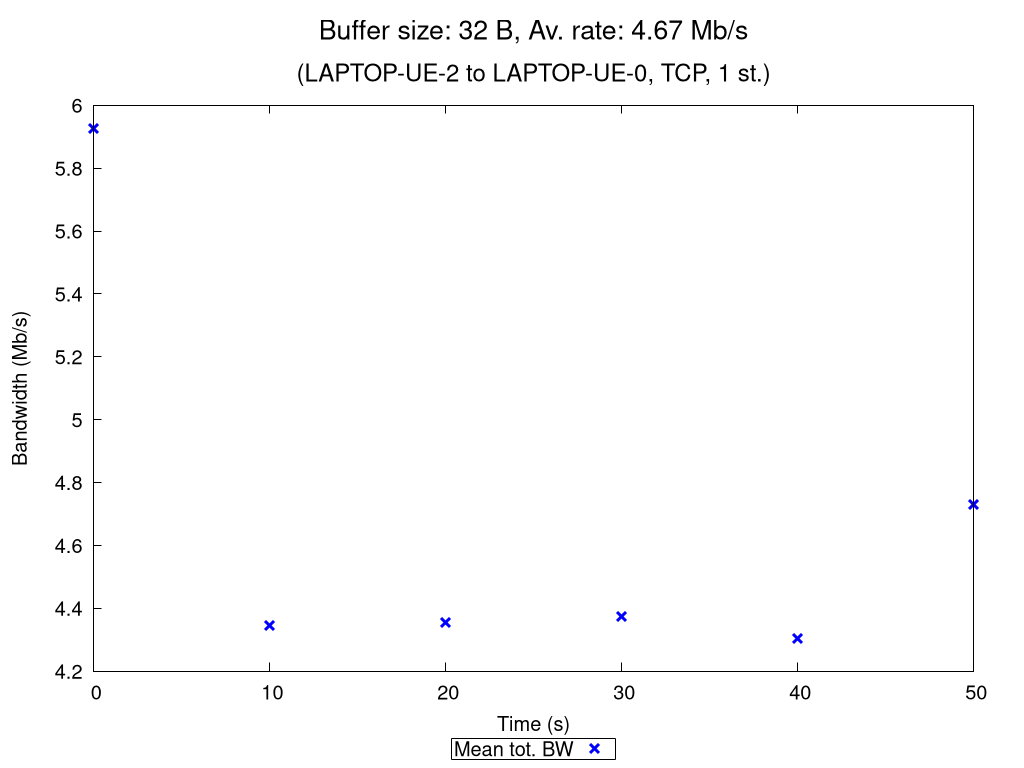 Buffer size: 32 B, Av. rate: 4.67 Mb/s
(LAPTOP-UE-2 to LAPTOP-UE-0, TCP, 1 st.)
6
5.8
5.6
5.4
5.2
5
4.8
4.6
4.4
4.2
Bandwidth (Mb/s)
0 10 20 30 40 50
Time (s)
Mean tot. BW